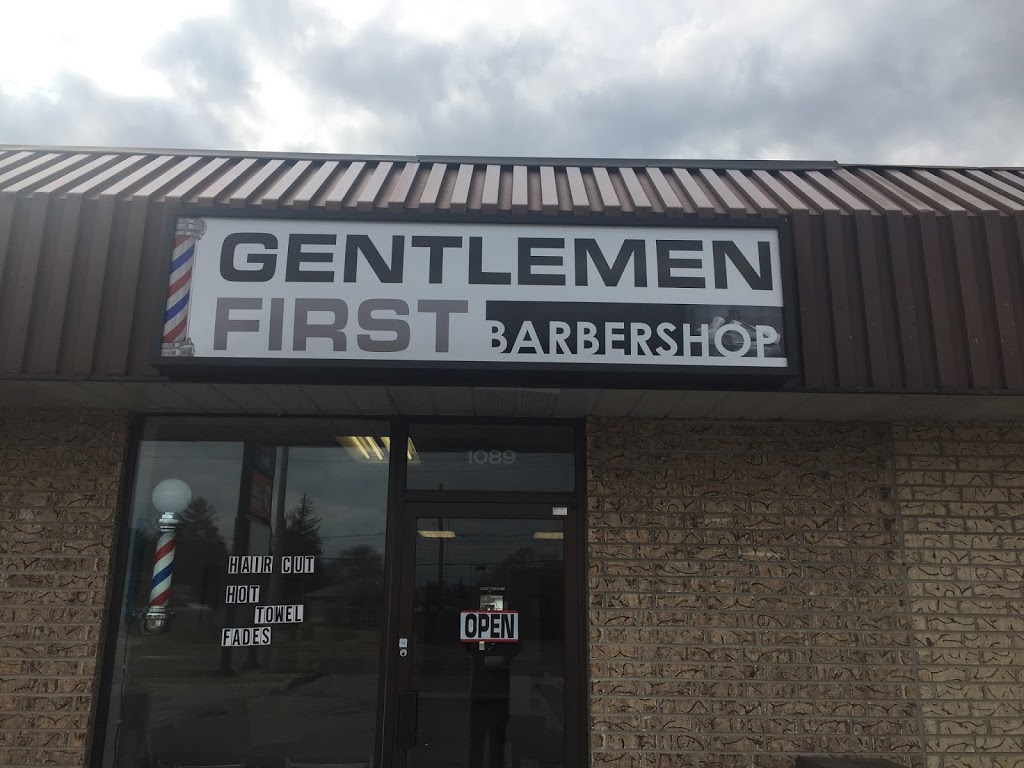 GENTLEMEN
FIRST BARBERSHOP
1089
HAIR CUT
HOT
TOWEL
FADES
OPEN